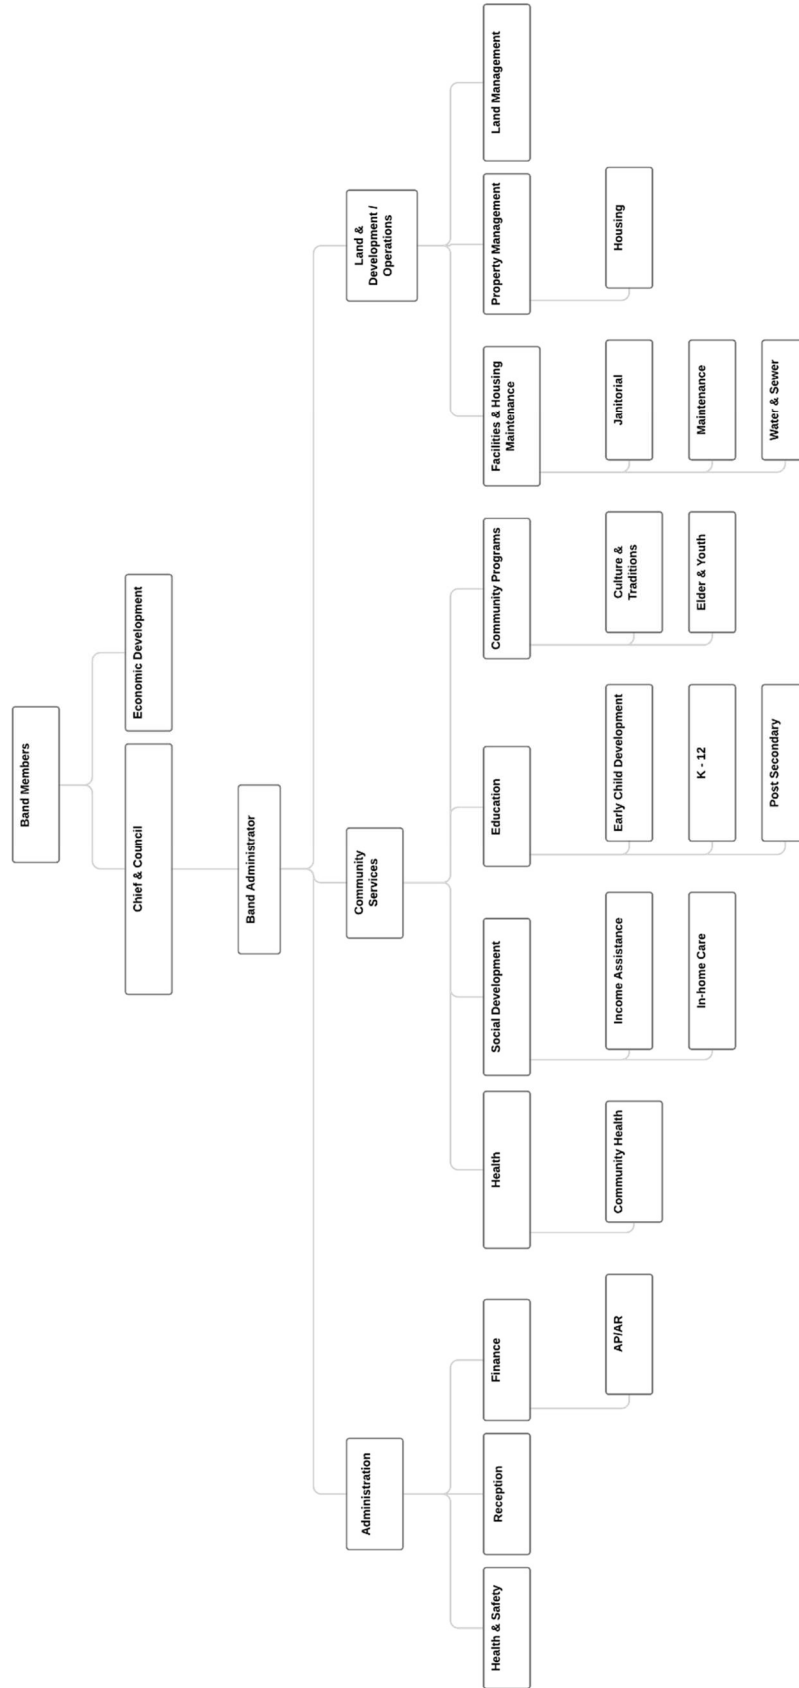 Band Members
Chief & Council
Economic Development
Band Administrator
Administration
Community
Services
Land &
Development /
Operations
Health & Safety
Reception
Finance
Health
Social Development
Education
Community Programs
Facilities & Housing
Maintenance
Property Management
Land Management
AP/AR
Community Health
Income Assistance
Early Child Development
Culture &
Traditions
Janitorial
Housing
In-home Care
K - 12
Elder & Youth
Maintenance
Post Secondary
Water & Sewer